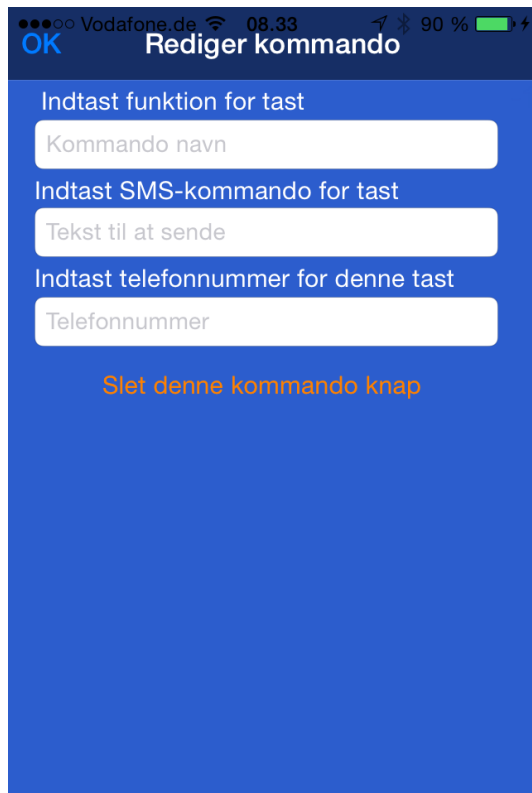 Vodafone.de 08.33 90 %
OK Rediger kommando
Indtast funktion for tast
Kommando navn
Indtast SMS-kommando for tast
Tekst til at sende
Indtast telefonnummer for denne tast
Telefonnummer
Slet denne kommando knap